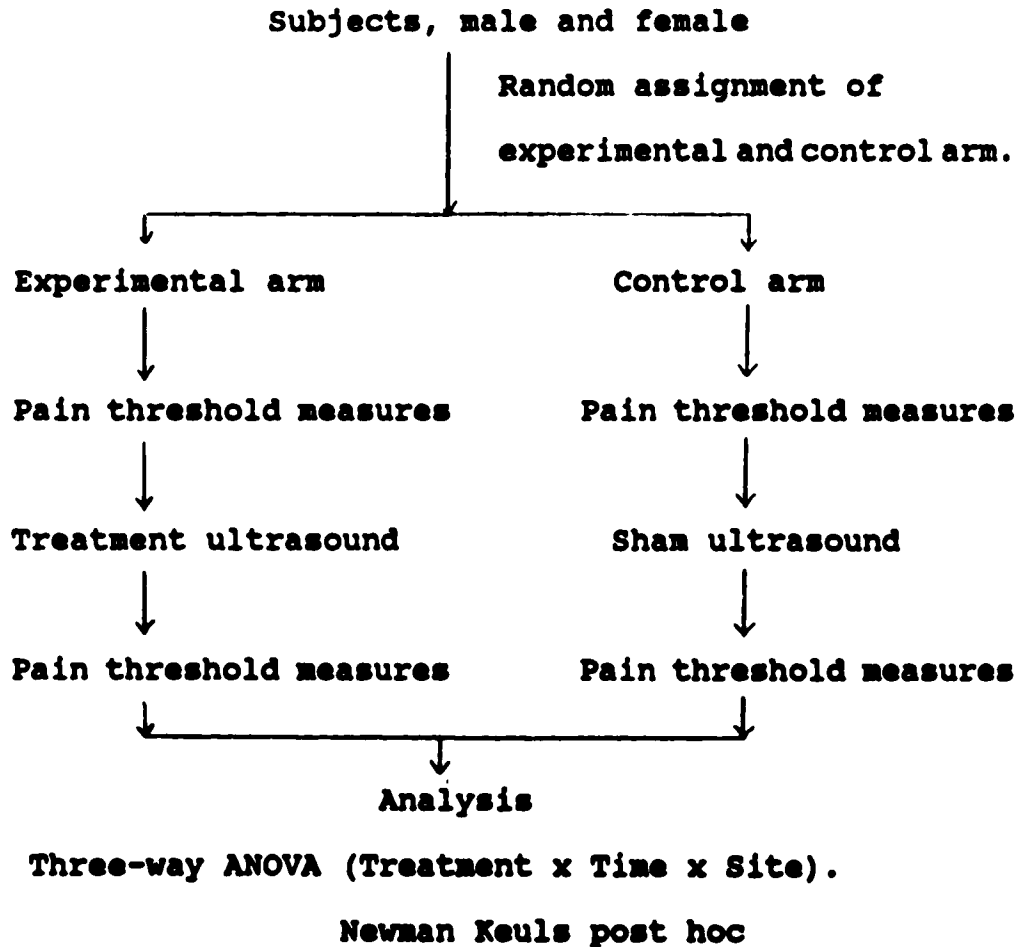 Subjects, male and female
Random assignment of
experimental and control arm.
Experimental arm
Control arm
Pain threshold measures
Pain threshold measures
Treatment ultrasound
Sham ultrasound
Pain threshold measures
Pain threshold measures
Analysis
Three-way ANOVA (Treatment x Time x Site).
Newman Keuls post hoc